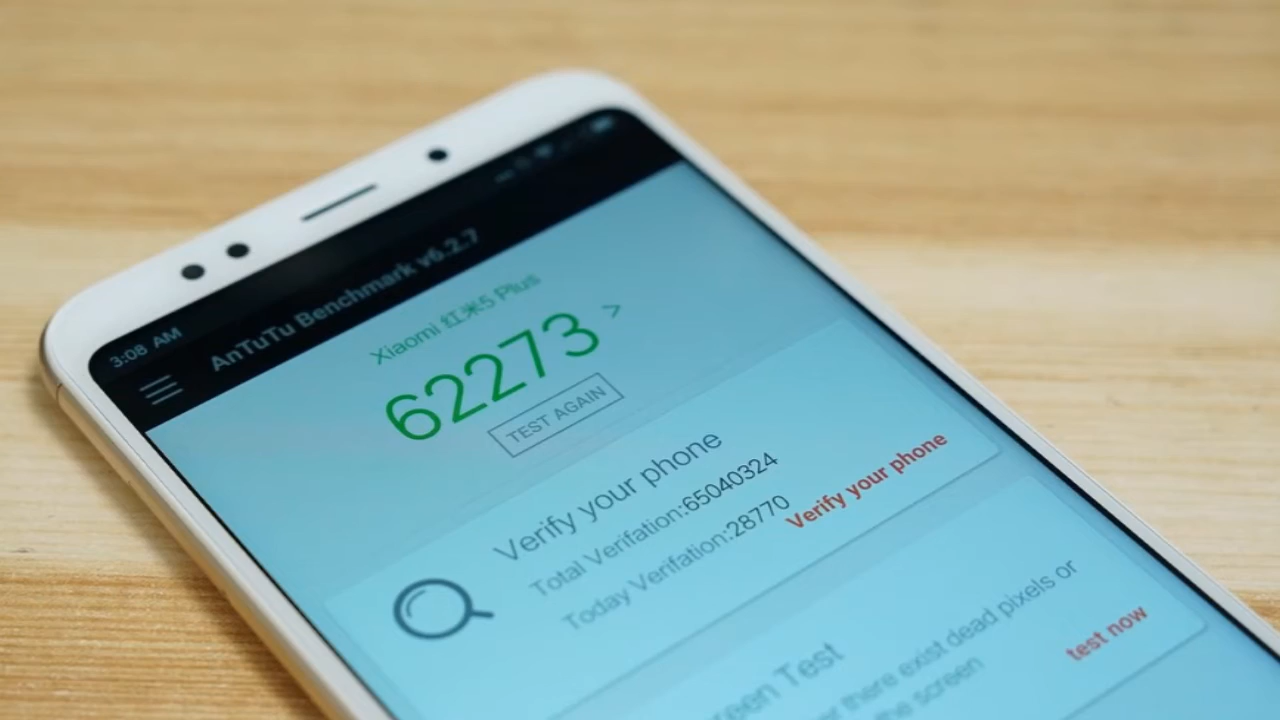 3:08 AM
AnTuTu Benchmark v6.2.7
Xiaomi 红米5 Plus
62273 >
TEST AGAIN
Verify your phone
Total Verifation:65040324
Today Verifation:28770
Verify your phone
Test
there exist dead pixels or
the screen
test now